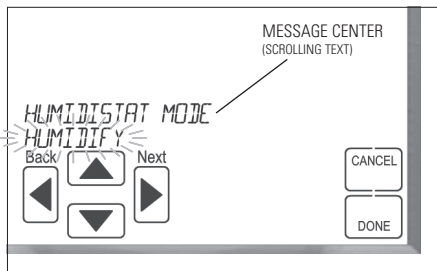 MESSAGE CENTER
(SCROLLING TEXT)
HUMIDISTAT MODE
HUMIDIFY
Back Next
CANCEL
DONE